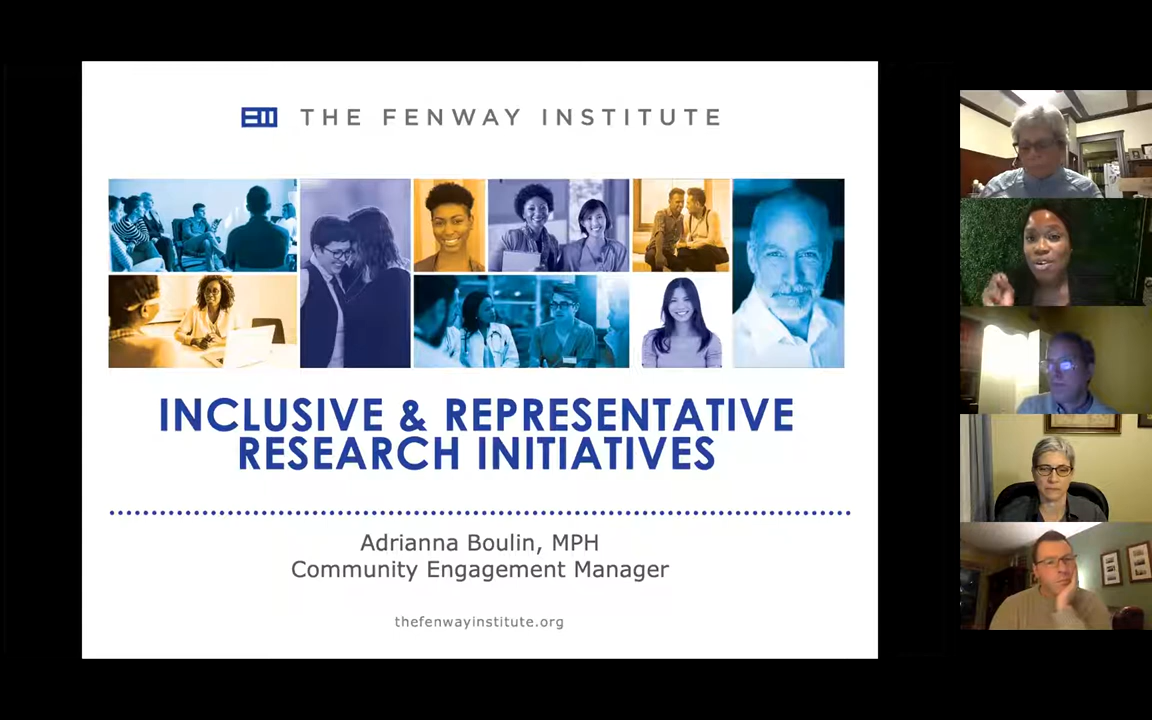 THE FENWAY INSTITUTE
INCLUSIVE & REPRESENTATIVE
RESEARCH INITIATIVES
Adrianna Boulin, MPH
Community Engagement Manager
thefenwayinstitute.org